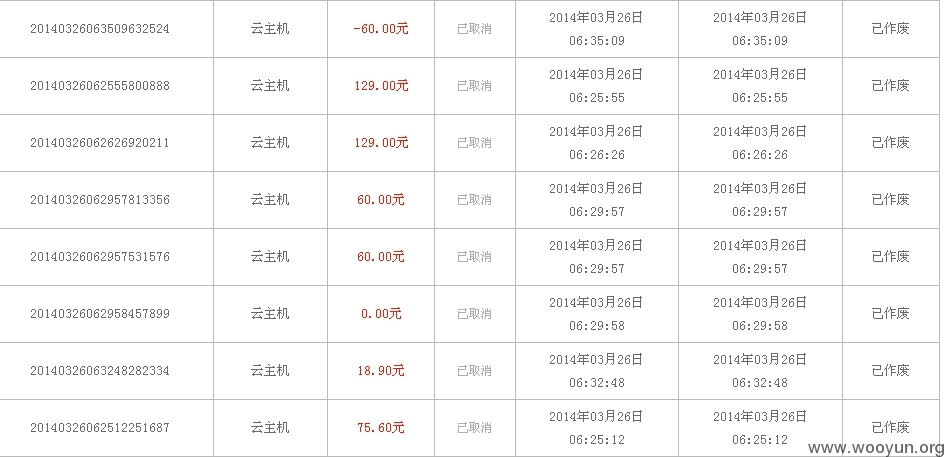 20140326063509632524 云主机 -60.00元 已取消 2014年03月26日 2014年03月26日 已作废
06:35:09 06:35:09
20140326062555800888 云主机 129.00元 已取消 2014年03月26日 2014年03月26日 已作废
06:25:55 06:25:55
20140326062626920211 云主机 129.00元 已取消 2014年03月26日 2014年03月26日 已作废
06:26:26 06:26:26
20140326062957813356 云主机 60.00元 已取消 2014年03月26日 2014年03月26日 已作废
06:29:57 06:29:57
20140326062957531576 云主机 60.00元 已取消 2014年03月26日 2014年03月26日 已作废
06:29:57 06:29:57
20140326062958457899 云主机 0.00元 已取消 2014年03月26日 2014年03月26日 已作废
06:29:58 06:29:58
20140326063248282334 云主机 18.90元 已取消 2014年03月26日 2014年03月26日 已作废
06:32:48 06:32:48
20140326062512251687 云主机 75.60元 已取消 2014年03月26日 2014年03月26日 已作废
06:25:12 06:25:12
www.wooyun.org